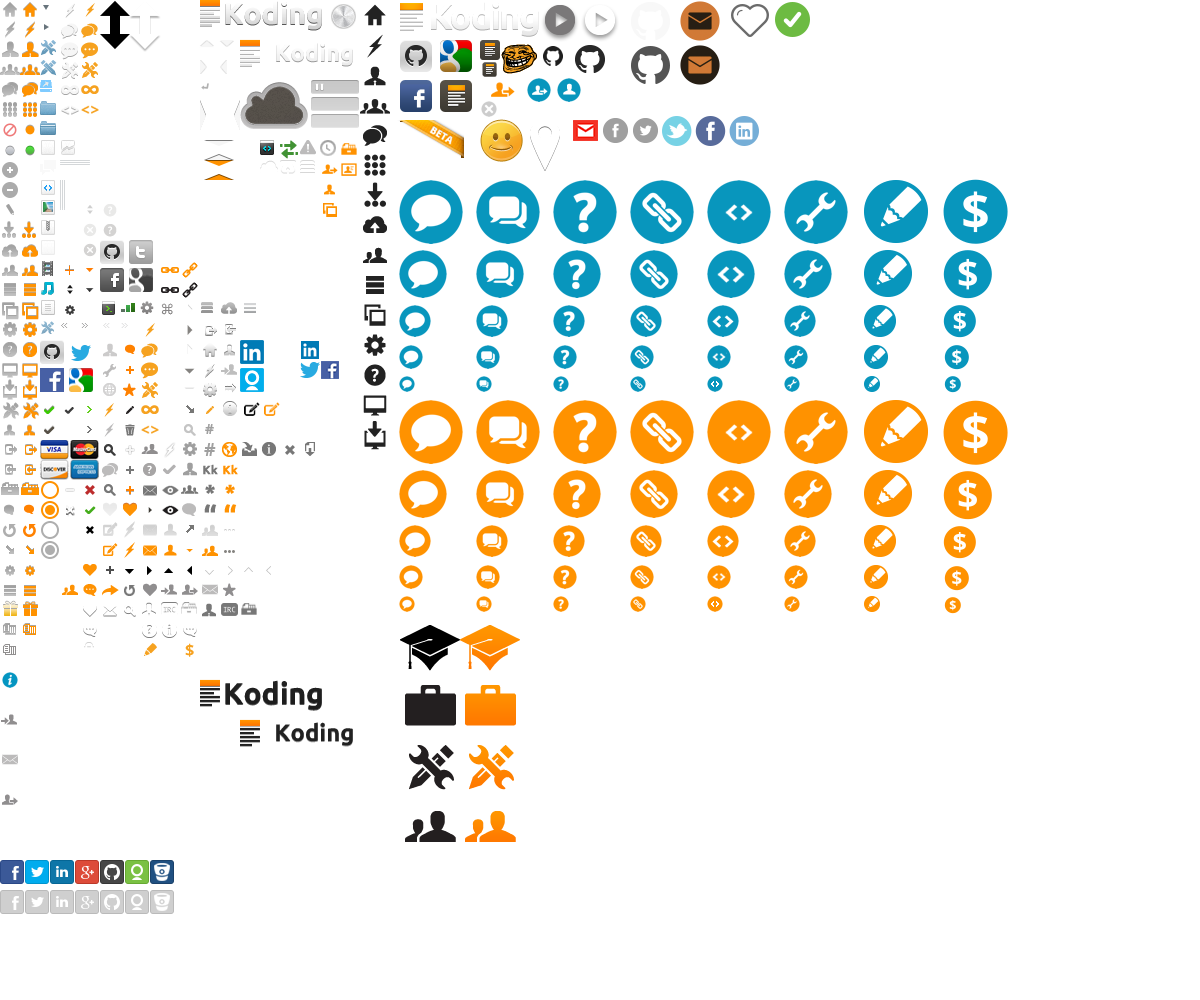 Koding
Koding
Koding
BETA
VISA
MasterCard
DISCOVER
AMERICAN EXPRESS
Kk Kk
IRC IRC
Koding
Koding